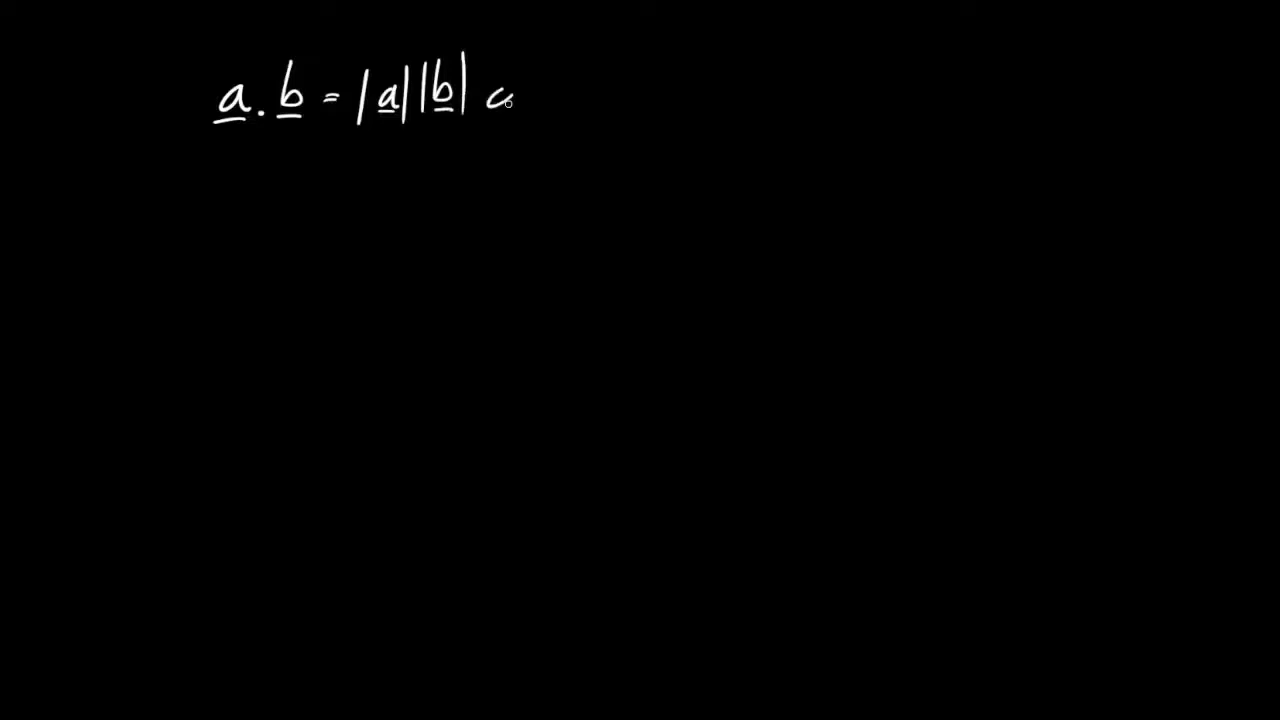 a . b = |a| |b| c